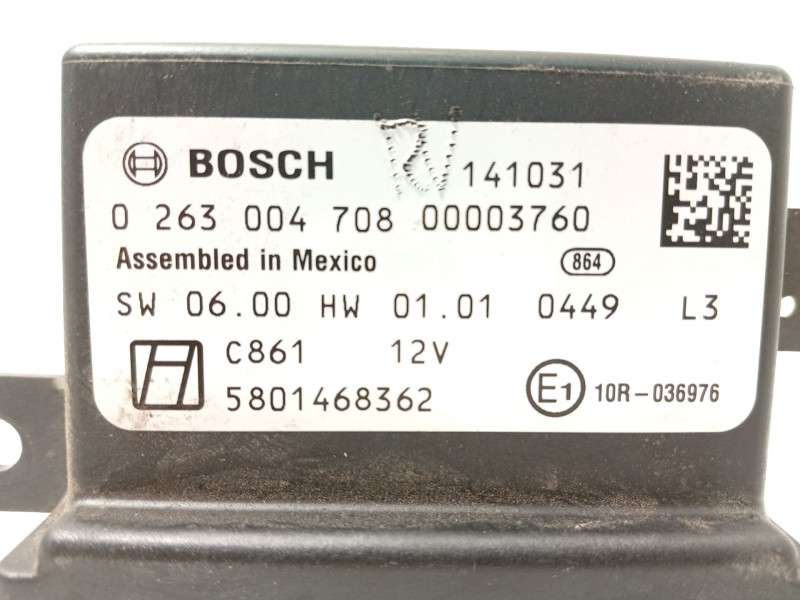 BOSCH 141031
0 263 004 708 00003760
Assembled in Mexico 864
SW 06.00 HW 01.01 0449 L3
C861 12V
5801468362 E1 10R-036976